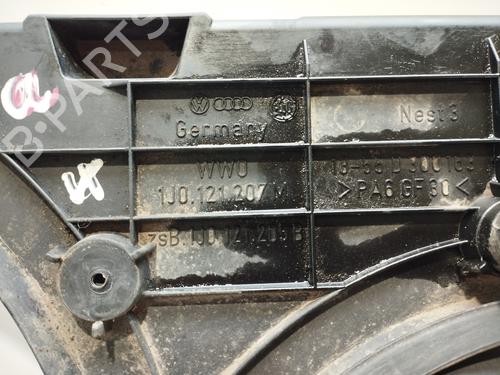 B-PARTS
Germany
Nest 3
WWO
1J0.121.207 M
>PA6 GF30<
zsB.1J0.121.205 B